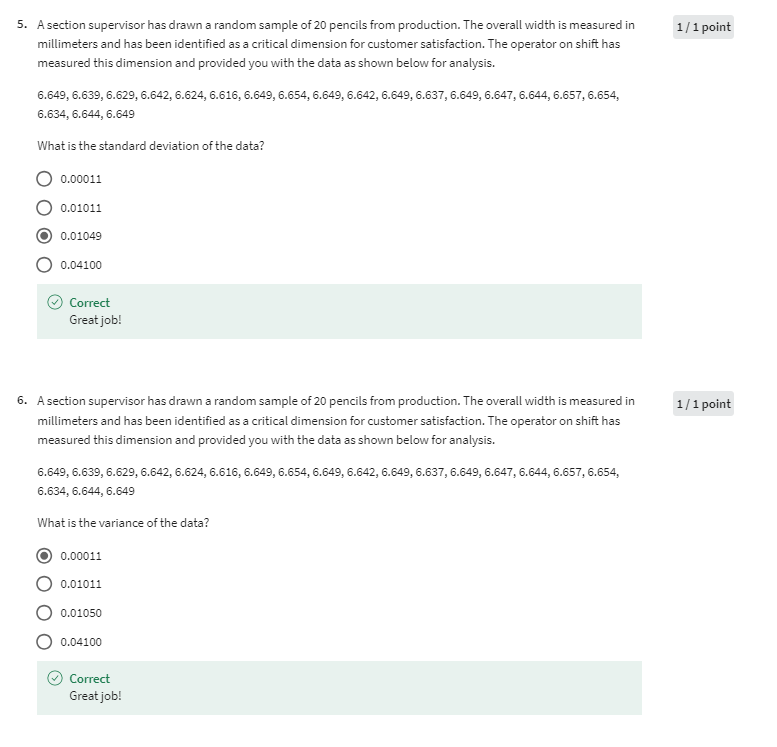 5. A section supervisor has drawn a random sample of 20 pencils from production. The overall width is measured in
1 / 1 point
millimeters and has been identified as a critical dimension for customer satisfaction. The operator on shift has
measured this dimension and provided you with the data as shown below for analysis.
6.649, 6.639, 6.629, 6.642, 6.624, 6.616, 6.649, 6.654, 6.649, 6.642, 6.649, 6.637, 6.649, 6.647, 6.644, 6.657, 6.654,
6.634, 6.644, 6.649
What is the standard deviation of the data?
0.00011
0.01011
0.01049
0.04100
Correct
Great job!
6. A section supervisor has drawn a random sample of 20 pencils from production. The overall width is measured in
1 / 1 point
millimeters and has been identified as a critical dimension for customer satisfaction. The operator on shift has
measured this dimension and provided you with the data as shown below for analysis.
6.649, 6.639, 6.629, 6.642, 6.624, 6.616, 6.649, 6.654, 6.649, 6.642, 6.649, 6.637, 6.649, 6.647, 6.644, 6.657, 6.654,
6.634, 6.644, 6.649
What is the variance of the data?
0.00011
0.01011
0.01050
0.04100
Correct
Great job!